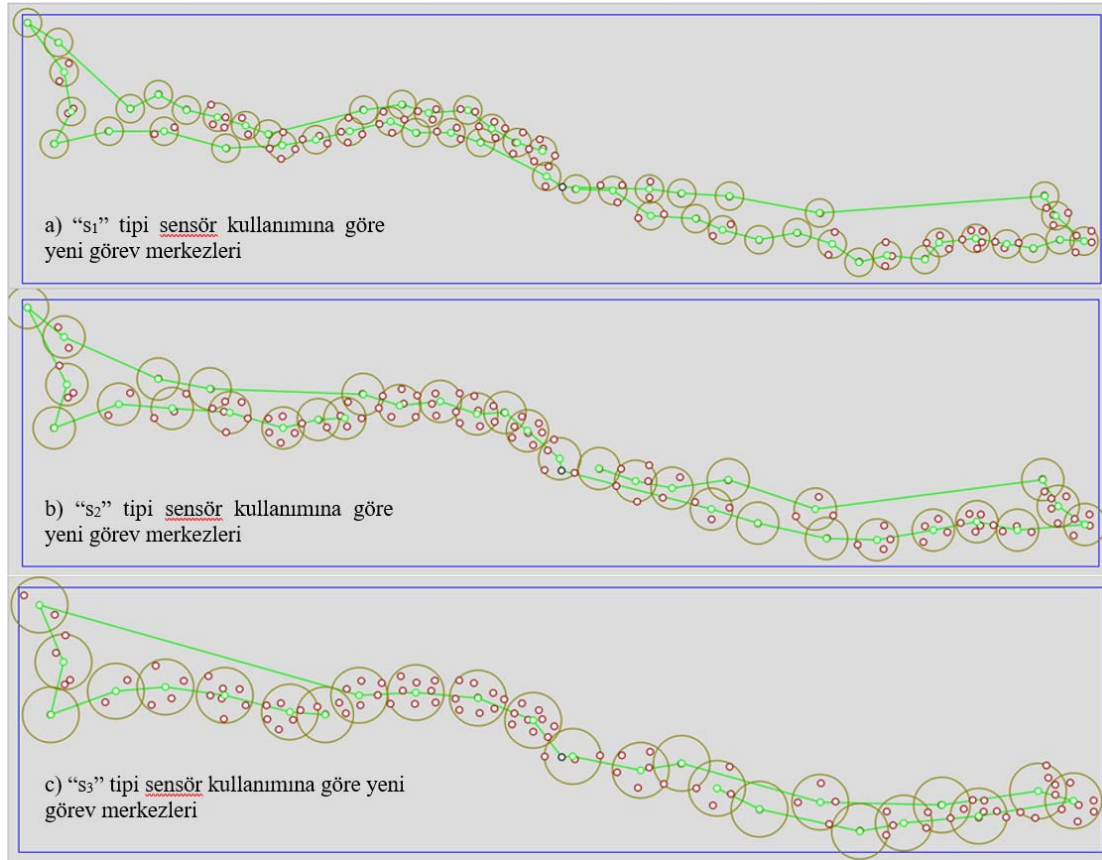 a) “s₁” tipi sensör kullanımına göre
yeni görev merkezleri
b) “s₂” tipi sensör kullanımına göre
yeni görev merkezleri
c) “s₃” tipi sensör kullanımına göre yeni
görev merkezleri